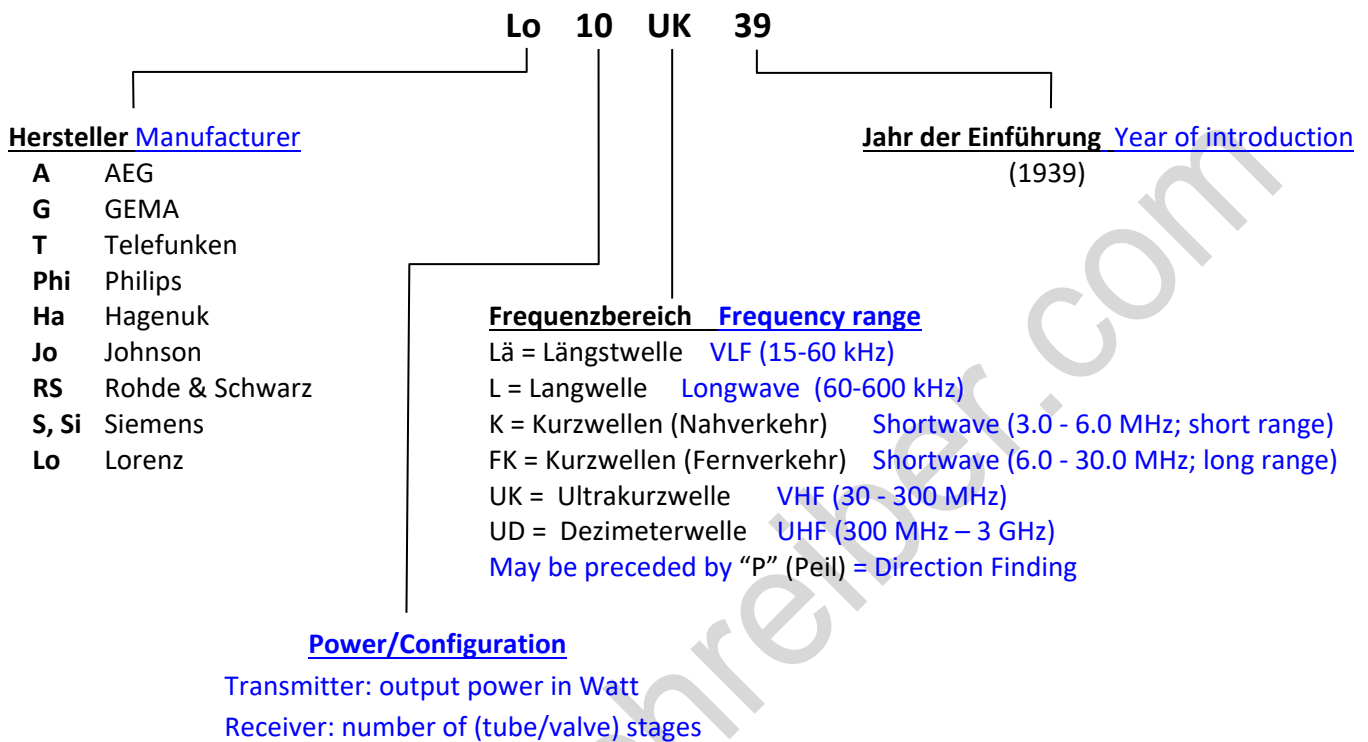 Lo 10 UK 39
Hersteller Manufacturer
A AEG
G GEMA
T Telefunken
Phi Philips
Ha Hagenuk
Jo Johnson
RS Rohde & Schwarz
S, Si Siemens
Lo Lorenz
Jahr der Einführung Year of introduction
(1939)
Frequenzbereich Frequency range
Lä = Längstwelle VLF (15-60 kHz)
L = Langwelle Longwave (60-600 kHz)
K = Kurzwellen (Nahverkehr) Shortwave (3.0 - 6.0 MHz; short range)
FK = Kurzwellen (Fernverkehr) Shortwave (6.0 - 30.0 MHz; long range)
UK = Ultrakurzwelle VHF (30 - 300 MHz)
UD = Dezimeterwelle UHF (300 MHz – 3 GHz)
May be preceded by “P” (Peil) = Direction Finding
Power/Configuration
Transmitter: output power in Watt
Receiver: number of (tube/valve) stages
hreiber.com